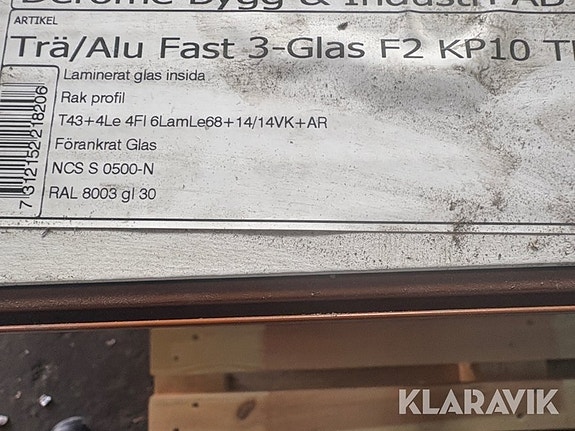 Derome Bygg & Industri AB
ARTIKEL
Trä/Alu Fast 3-Glas F2 KP10
Laminerat glas insida
Rak profil
T43+4Le 4Fl 6LamLe68+14/14VK+AR
Förankrat Glas
NCS S 0500-N
RAL 8003 gl 30
7312152218206
KLARAVIK